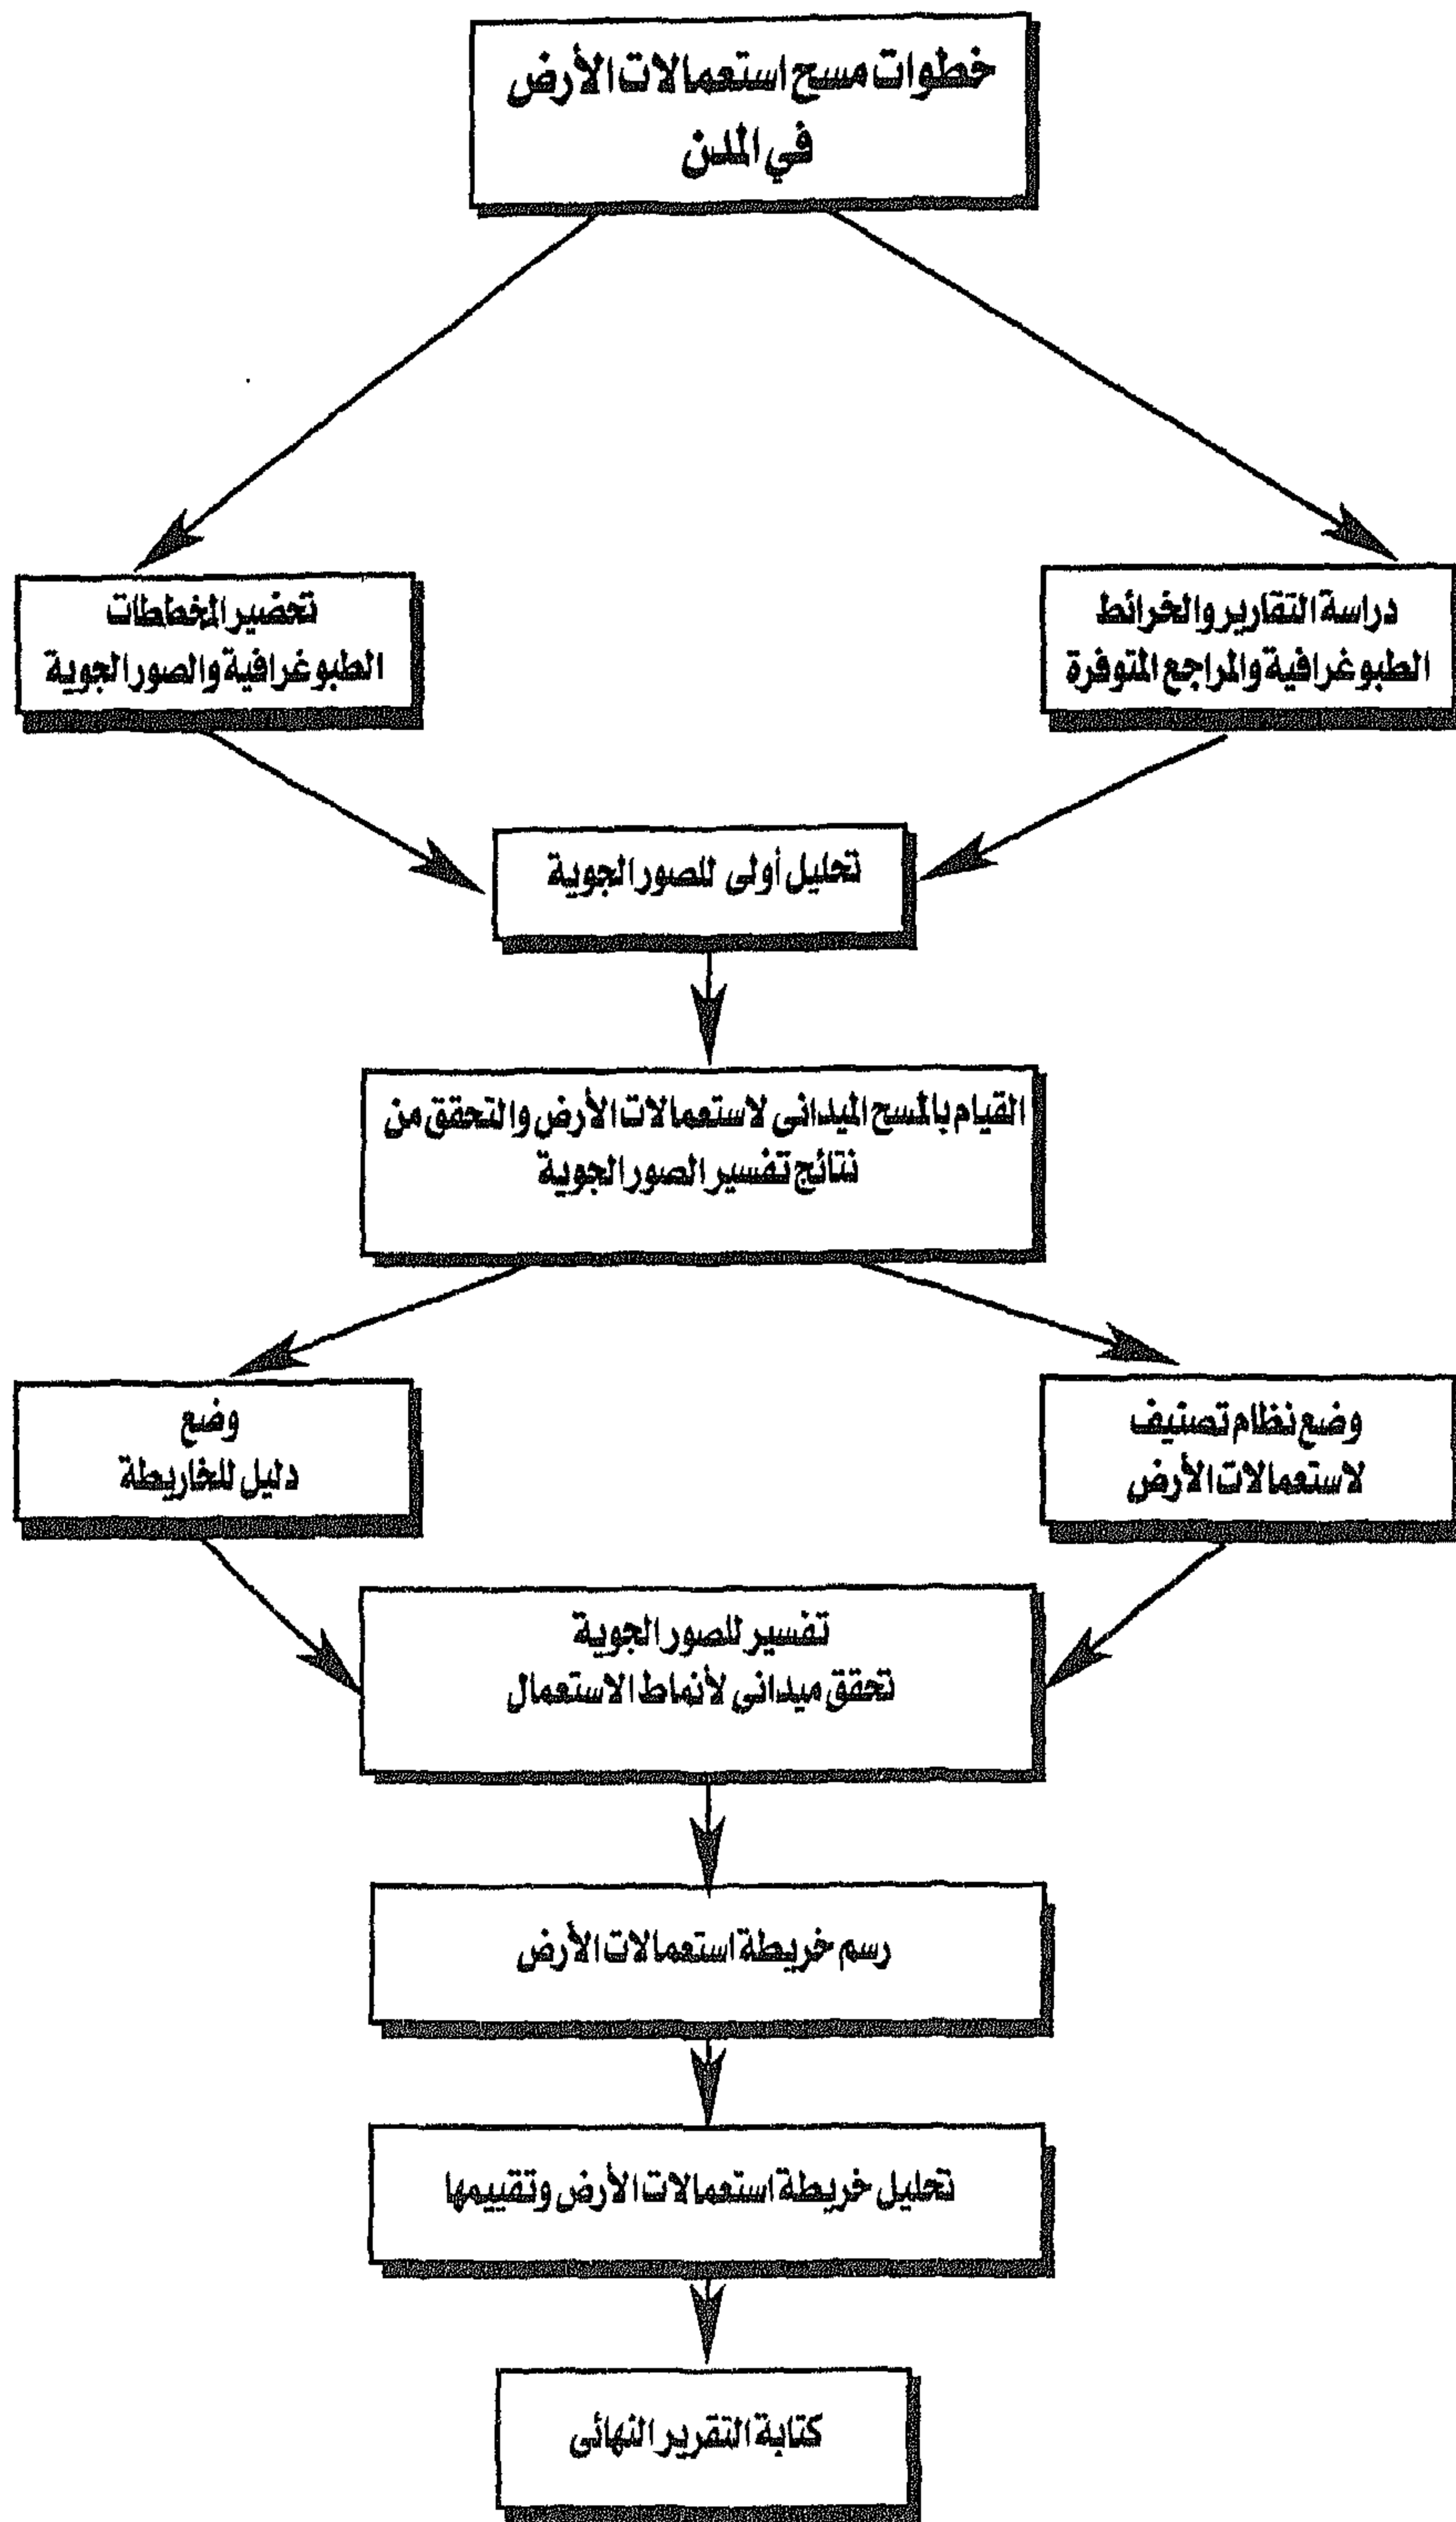 خطوات مسح استعمالات الأرض
في المدن
دراسة التقارير والخرائط
الطبوغرافية والمراجع المتوفرة
تحضير المخططات
الطبوغرافية والصور الجوية
تحليل أولى للصور الجوية
القيام بالمسح الميدانى لاستعمالات الأرض والتحقق من
نتائج تفسير الصور الجوية
وضع نظام تصنيف
لاستعمالات الأرض
وضع
دليل للخاريطة
تفسير للصور الجوية
تحقق ميدانى لأنماط الاستعمال
رسم خريطة استعمالات الأرض
تحليل خريطة استعمالات الأرض وتقييمها
كتابة التقرير النهائى